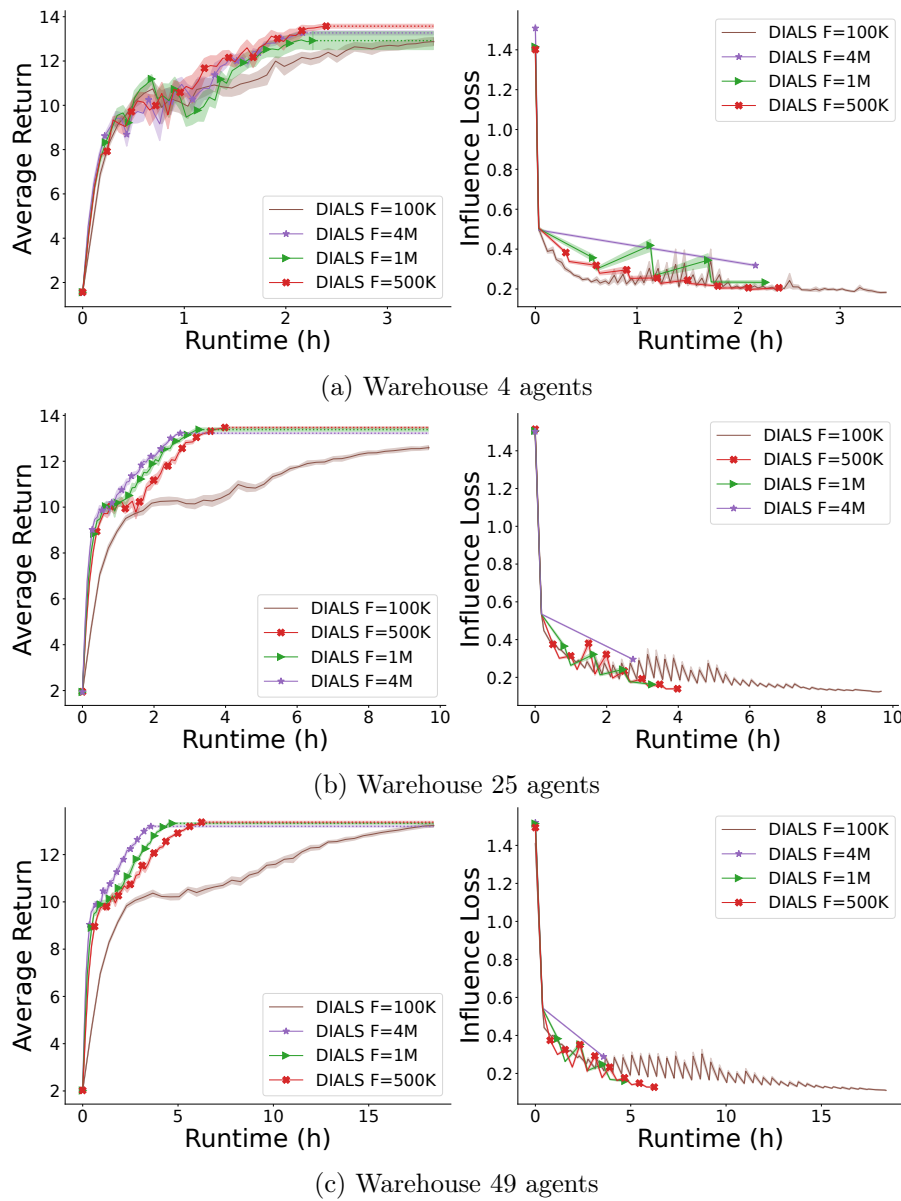 14
12
10
8
6
4
2
Average Return
0
1
2
3
Runtime (h)
DIALS F=100K
DIALS F=4M
DIALS F=1M
DIALS F=500K
1.4
1.2
1.0
0.8
0.6
0.4
0.2
Influence Loss
0
1
2
3
Runtime (h)
DIALS F=100K
DIALS F=4M
DIALS F=1M
DIALS F=500K
(a) Warehouse 4 agents
14
12
10
8
6
4
2
Average Return
0
2
4
6
8
10
Runtime (h)
DIALS F=100K
DIALS F=500K
DIALS F=1M
DIALS F=4M
1.6
1.4
1.2
1.0
0.8
0.6
0.4
0.2
Influence Loss
0
2
4
6
8
10
Runtime (h)
DIALS F=100K
DIALS F=500K
DIALS F=1M
DIALS F=4M
(b) Warehouse 25 agents
12
10
8
6
4
2
Average Return
0
5
10
15
Runtime (h)
DIALS F=100K
DIALS F=4M
DIALS F=1M
DIALS F=500K
1.6
1.4
1.2
1.0
0.8
0.6
0.4
0.2
Influence Loss
0
5
10
15
Runtime (h)
DIALS F=100K
DIALS F=4M
DIALS F=1M
DIALS F=500K
(c) Warehouse 49 agents